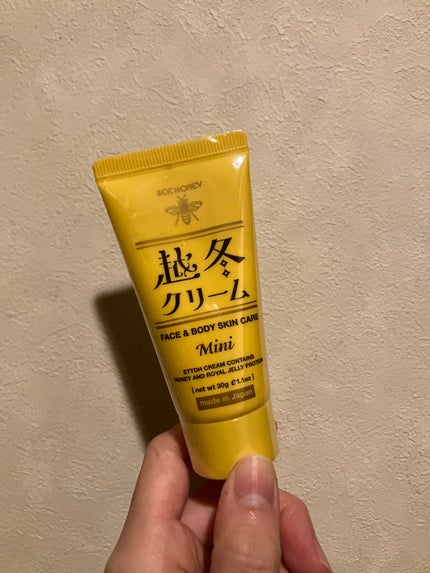 BEE HONEY
越冬
クリーム
FACE & BODY SKIN CARE
Mini
ETTOH CREAM CONTAINS
HONEY AND ROYAL JELLY PROTEIN
[net wt 30g e1.1oz]
made in Japan